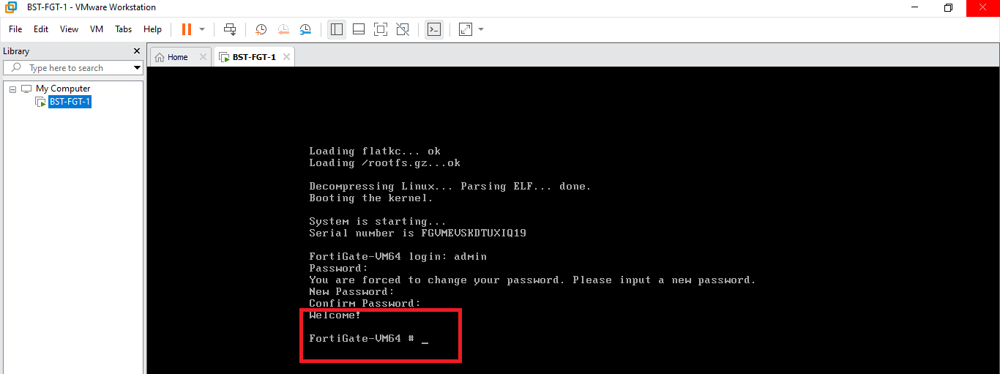 BST-FGT-1 - VMware Workstation
File Edit View VM Tabs Help
Library
Type here to search
My Computer
BST-FGT-1
Home
BST-FGT-1
Loading flatkc... ok
Loading /rootfs.gz...ok
Decompressing Linux... Parsing ELF... done.
Booting the kernel.
System is starting...
Serial number is FGVMEVSKDTUXIQ19
FortiGate-VM64 login: admin
Password:
You are forced to change your password. Please input a new password.
New Password:
Confirm Password:
Welcome!
FortiGate-VM64 # _